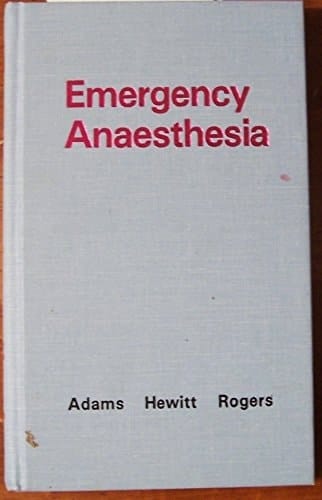 Emergency
Anaesthesia
Adams Hewitt Rogers